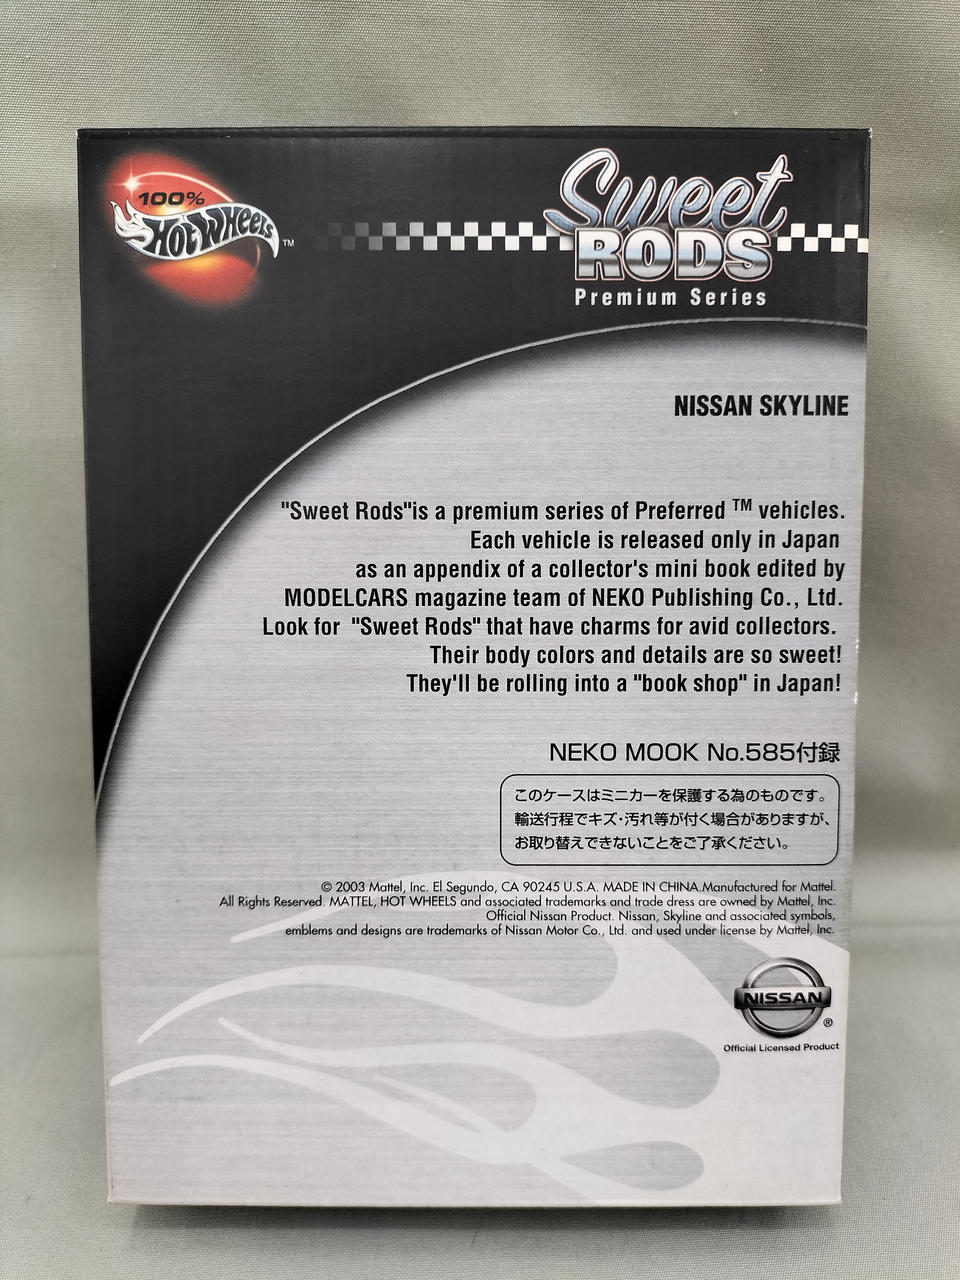 100%
Hot Wheels
TM
Sweet
RODS
Premium Series
NISSAN SKYLINE
"Sweet Rods"is a premium series of Preferred TM vehicles.
Each vehicle is released only in Japan
as an appendix of a collector's mini book edited by
MODELCARS magazine team of NEKO Publishing Co., Ltd.
Look for "Sweet Rods" that have charms for avid collectors.
Their body colors and details are so sweet!
They'll be rolling into a "book shop" in Japan!
NEKO MOOK No.585付録
このケースはミニカーを保護する為のものです。
輸送行程でキズ・汚れ等が付く場合がありますが、
お取り替えできないことをご了承ください。
© 2003 Mattel, Inc. El Segundo, CA 90245 U.S.A. MADE IN CHINA.Manufactured for Mattel.
All Rights Reserved. MATTEL, HOT WHEELS and associated trademarks and trade dress are owned by Mattel, Inc.
Official Nissan Product. Nissan, Skyline and associated symbols,
emblems and designs are trademarks of Nissan Motor Co., Ltd. and used under license by Mattel, Inc.
NISSAN
®
Official Licensed Product